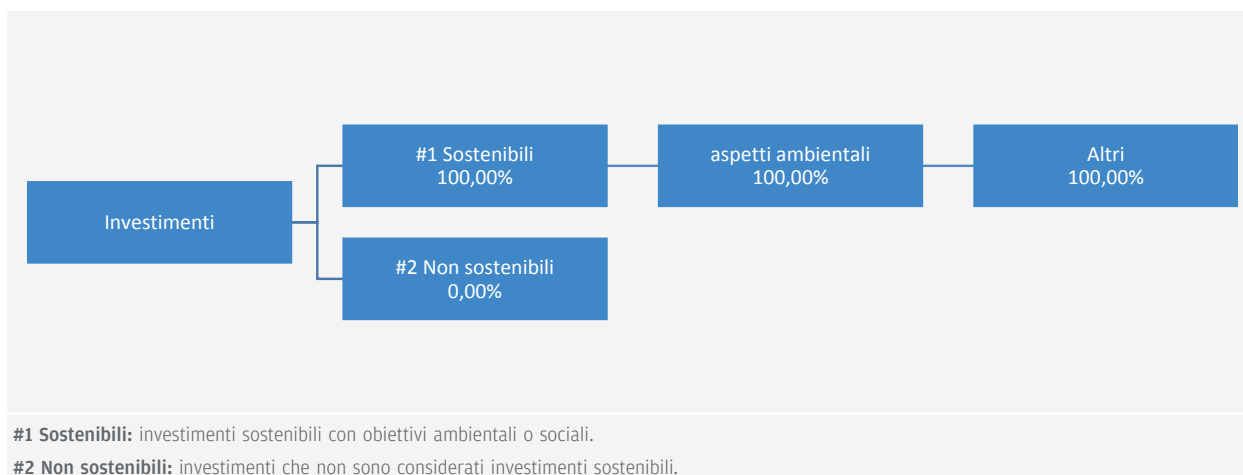 Investimenti
#1 Sostenibili
100,00%
aspetti ambientali
100,00%
Altri
100,00%
#2 Non sostenibili
0,00%
#1 Sostenibili: investimenti sostenibili con obiettivi ambientali o sociali.
#2 Non sostenibili: investimenti che non sono considerati investimenti sostenibili.